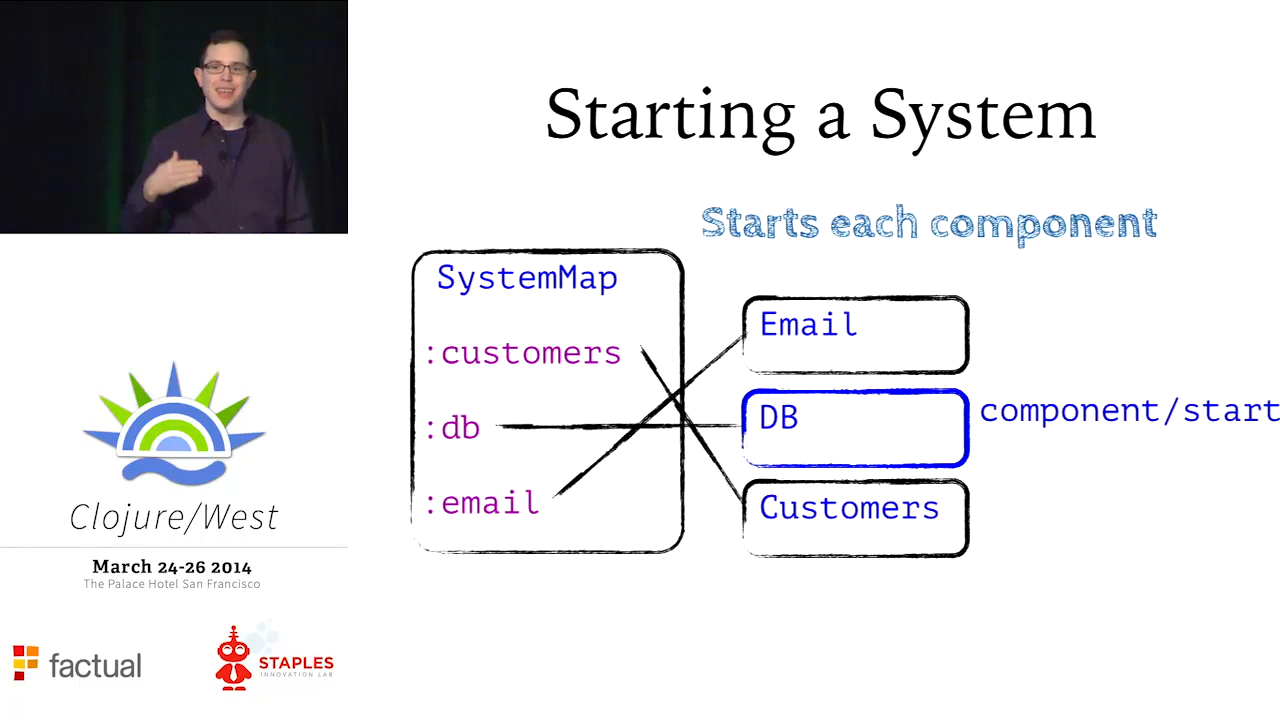 Starting a System
Starts each component
SystemMap
:customers
:db
:email
Email
DB
component/start
Customers
Clojure/West
March 24-26 2014
The Palace Hotel San Francisco
factual
STAPLES
INNOVATION LAB